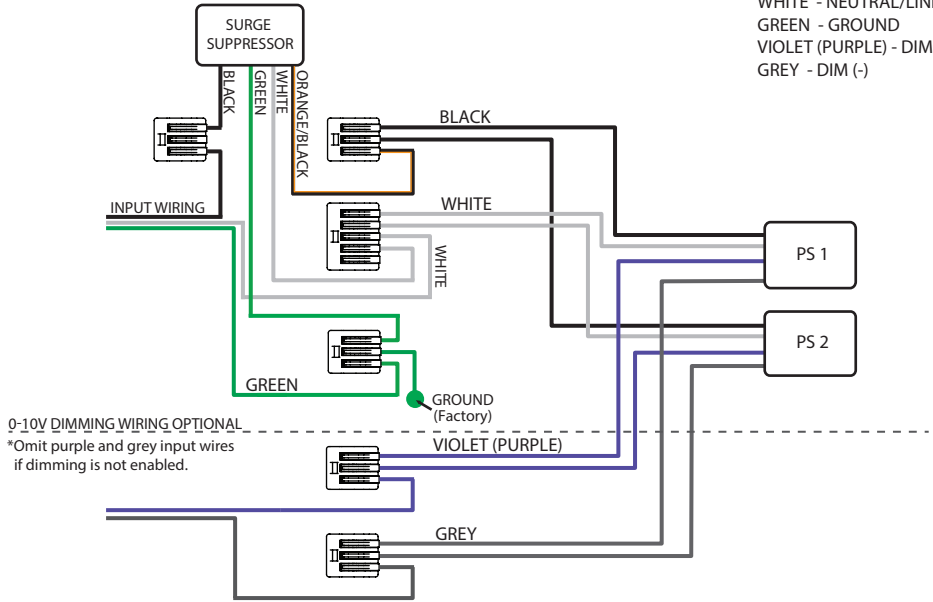 WHITE - NEUTRAL/LINE
GREEN - GROUND
VIOLET (PURPLE) - DIM
GREY - DIM (-)
SURGE
SUPPRESSOR
BLACK
GREEN
WHITE
ORANGE/BLACK
BLACK
INPUT WIRING
WHITE
WHITE
PS 1
PS 2
GREEN
GROUND
(Factory)
0-10V DIMMING WIRING OPTIONAL
*Omit purple and grey input wires
if dimming is not enabled.
VIOLET (PURPLE)
GREY